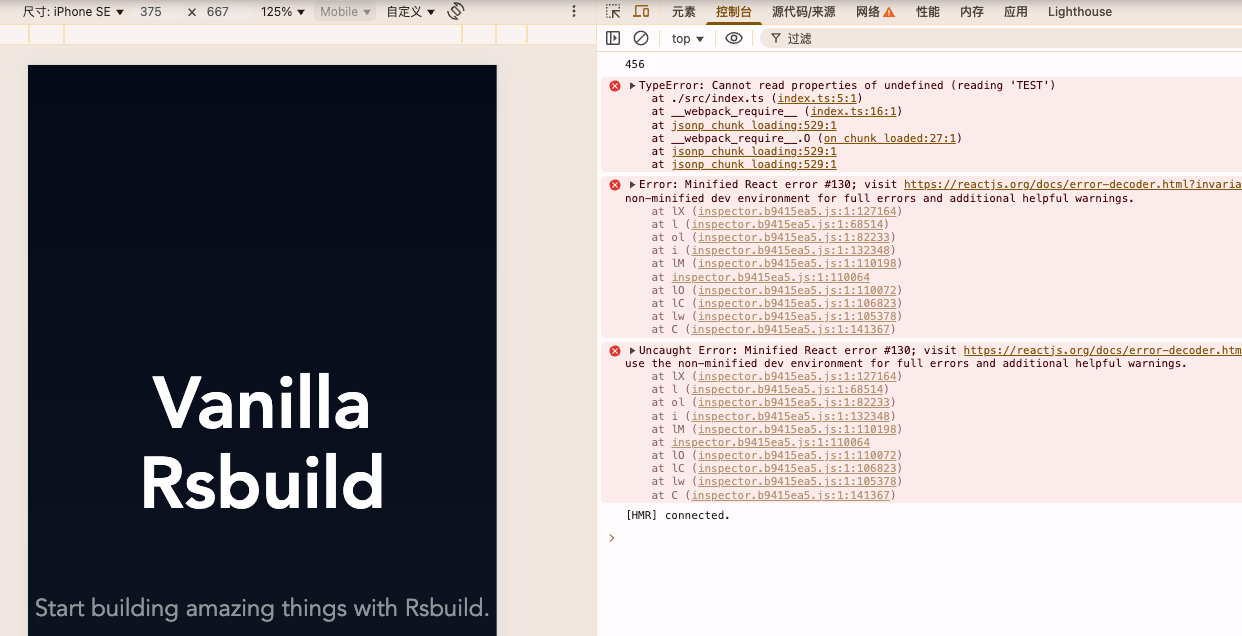 尺寸: iPhone SE ▼ 375 × 667 125% ▼ Mobile ▼ 自定义 ▼
元素 控制台 源代码/来源 网络 性能 内存 应用 Lighthouse
top ▼ 过滤
Vanilla
Rsbuild
Start building amazing things with Rsbuild.
456
TypeError: Cannot read properties of undefined (reading 'TEST')
at ./src/index.ts (index.ts:5:1)
at __webpack_require__ (index.ts:16:1)
at jsonp chunk loading:529:1
at __webpack_require__.O (on chunk loaded:27:1)
at jsonp chunk loading:529:1
at jsonp chunk loading:529:1
Error: Minified React error #130; visit https://reactjs.org/docs/error-decoder.html?invaria
non-minified dev environment for full errors and additional helpful warnings.
at lX (inspector.b9415ea5.js:1:127164)
at l (inspector.b9415ea5.js:1:68514)
at ol (inspector.b9415ea5.js:1:82233)
at i (inspector.b9415ea5.js:1:132348)
at lM (inspector.b9415ea5.js:1:110198)
at inspector.b9415ea5.js:1:110064
at lO (inspector.b9415ea5.js:1:110072)
at lC (inspector.b9415ea5.js:1:106823)
at lw (inspector.b9415ea5.js:1:105378)
at C (inspector.b9415ea5.js:1:141367)
Uncaught Error: Minified React error #130; visit https://reactjs.org/docs/error-decoder.htm
use the non-minified dev environment for full errors and additional helpful warnings.
at lX (inspector.b9415ea5.js:1:127164)
at l (inspector.b9415ea5.js:1:68514)
at ol (inspector.b9415ea5.js:1:82233)
at i (inspector.b9415ea5.js:1:132348)
at lM (inspector.b9415ea5.js:1:110198)
at inspector.b9415ea5.js:1:110064
at lO (inspector.b9415ea5.js:1:110072)
at lC (inspector.b9415ea5.js:1:106823)
at lw (inspector.b9415ea5.js:1:105378)
at C (inspector.b9415ea5.js:1:141367)
[HMR] connected.